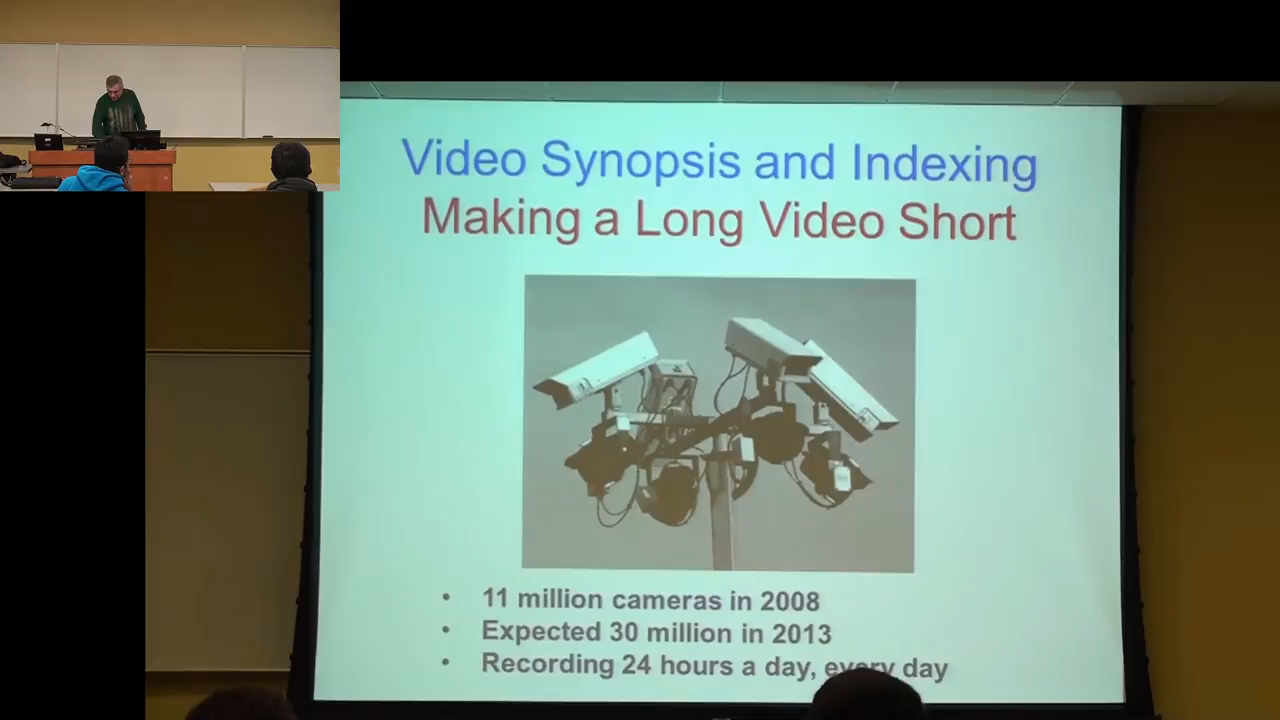 Video Synopsis and Indexing
Making a Long Video Short
• 11 million cameras in 2008
• Expected 30 million in 2013
• Recording 24 hours a day, every day